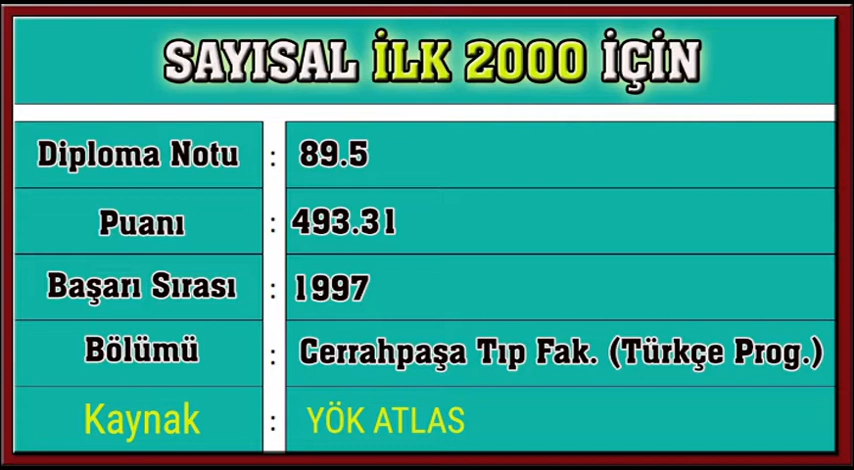 SAYISAL İLK 2000 İÇİN
Diploma Notu : 89.5
Puanı : 493.31
Başarı Sırası : 1997
Bölümü : Cerrahpaşa Tıp Fak. (Türkçe Prog.)
Kaynak : YÖK ATLAS